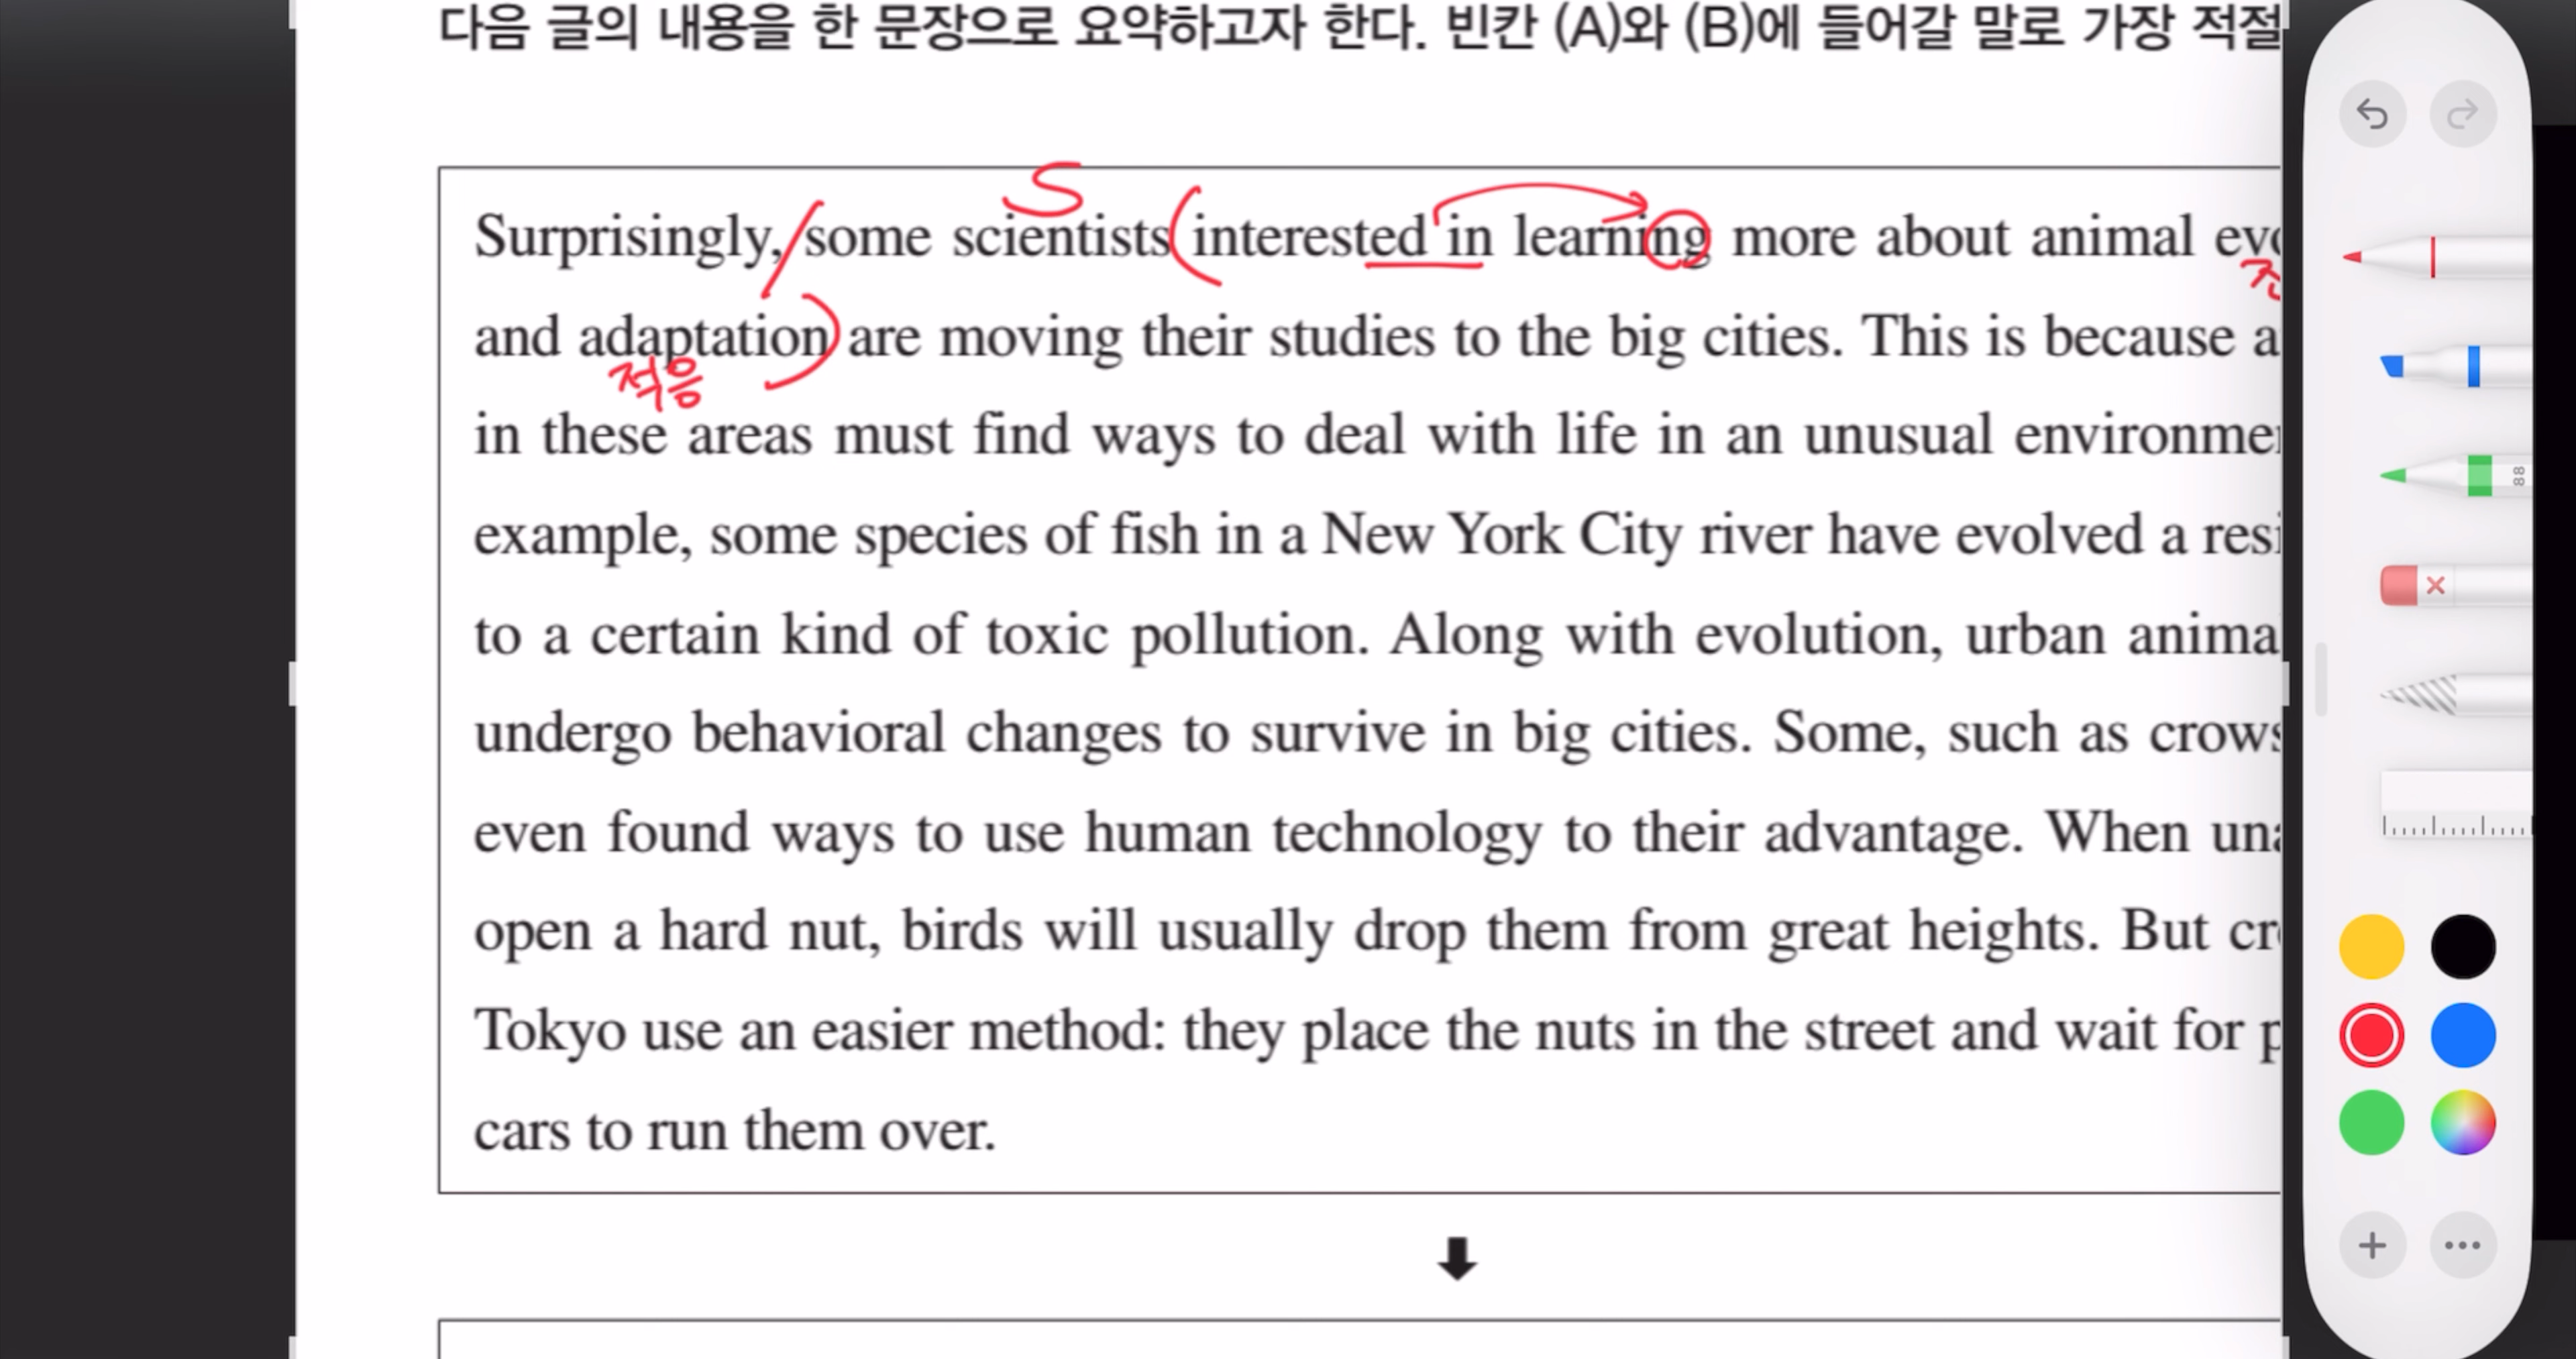 다음 글의 내용을 한 문장으로 요약하고자 한다. 빈칸 (A)와 (B)에 들어갈 말로 가장 적절
S
Surprisingly, some scientists interested in learning more about animal
and adaptation are moving their studies to the big cities. This is because
적응
in these areas must find ways to deal with life in an unusual
example, some species of fish in a New York City river have evolved a
to a certain kind of toxic pollution. Along with evolution, urban
undergo behavioral changes to survive in big cities. Some, such as crows
even found ways to use human technology to their advantage. When
open a hard nut, birds will usually drop them from great heights. But
Tokyo use an easier method: they place the nuts in the street and wait for
cars to run them over.
88